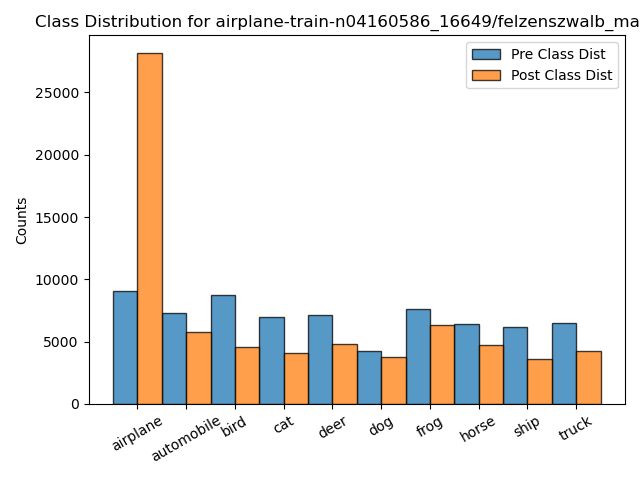 Class Distribution for airplane-train-n04160586_16649/felzenszwalb_ma
Pre Class Dist
Post Class Dist
Counts
25000
20000
15000
10000
5000
0
airplane
automobile
bird
cat
deer
dog
frog
horse
ship
truck